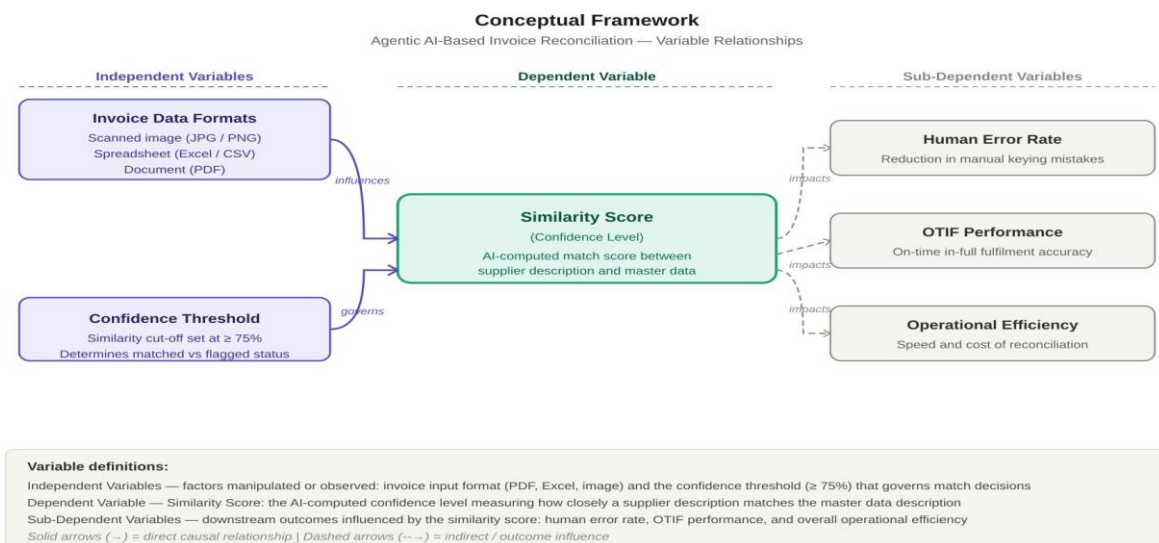 Conceptual Framework
Agentic AI-Based Invoice Reconciliation — Variable Relationships
Independent Variables
Invoice Data Formats
Scanned image (JPG / PNG)
Spreadsheet (Excel / CSV)
Document (PDF)
influences
Confidence Threshold
Similarity cut-off set at ≥ 75%
Determines matched vs flagged status
governs
Dependent Variable
Similarity Score
(Confidence Level)
AI-computed match score between
supplier description and master data
Sub-Dependent Variables
impacts
Human Error Rate
Reduction in manual keying mistakes
impacts
OTIF Performance
On-time in-full fulfilment accuracy
impacts
Operational Efficiency
Speed and cost of reconciliation
Variable definitions:
Independent Variables — factors manipulated or observed: invoice input format (PDF, Excel, image) and the confidence threshold (≥ 75%) that governs match decisions
Dependent Variable — Similarity Score: the AI-computed confidence level measuring how closely a supplier description matches the master data description
Sub-Dependent Variables — downstream outcomes influenced by the similarity score: human error rate, OTIF performance, and overall operational efficiency
Solid arrows (→) = direct causal relationship | Dashed arrows (--→) = indirect / outcome influence